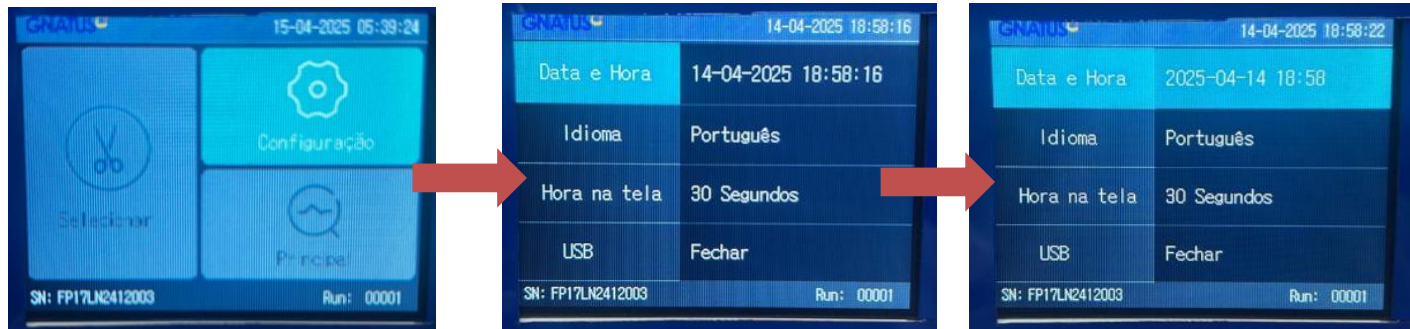 GNATUS
15-04-2025 05:39:24
Configuração
Selecionar
Principal
SN: FP17LN2412003
Run: 00001
GNATUS
14-04-2025 18:58:16
Data e Hora 14-04-2025 18:58:16
Idioma Português
Hora na tela 30 Segundos
USB Fechar
SN: FP17LN2412003
Run: 00001
GNATUS
14-04-2025 18:58:22
Data e Hora 2025-04-14 18:58
Idioma Português
Hora na tela 30 Segundos
USB Fechar
SN: FP17LN2412003
Run: 00001